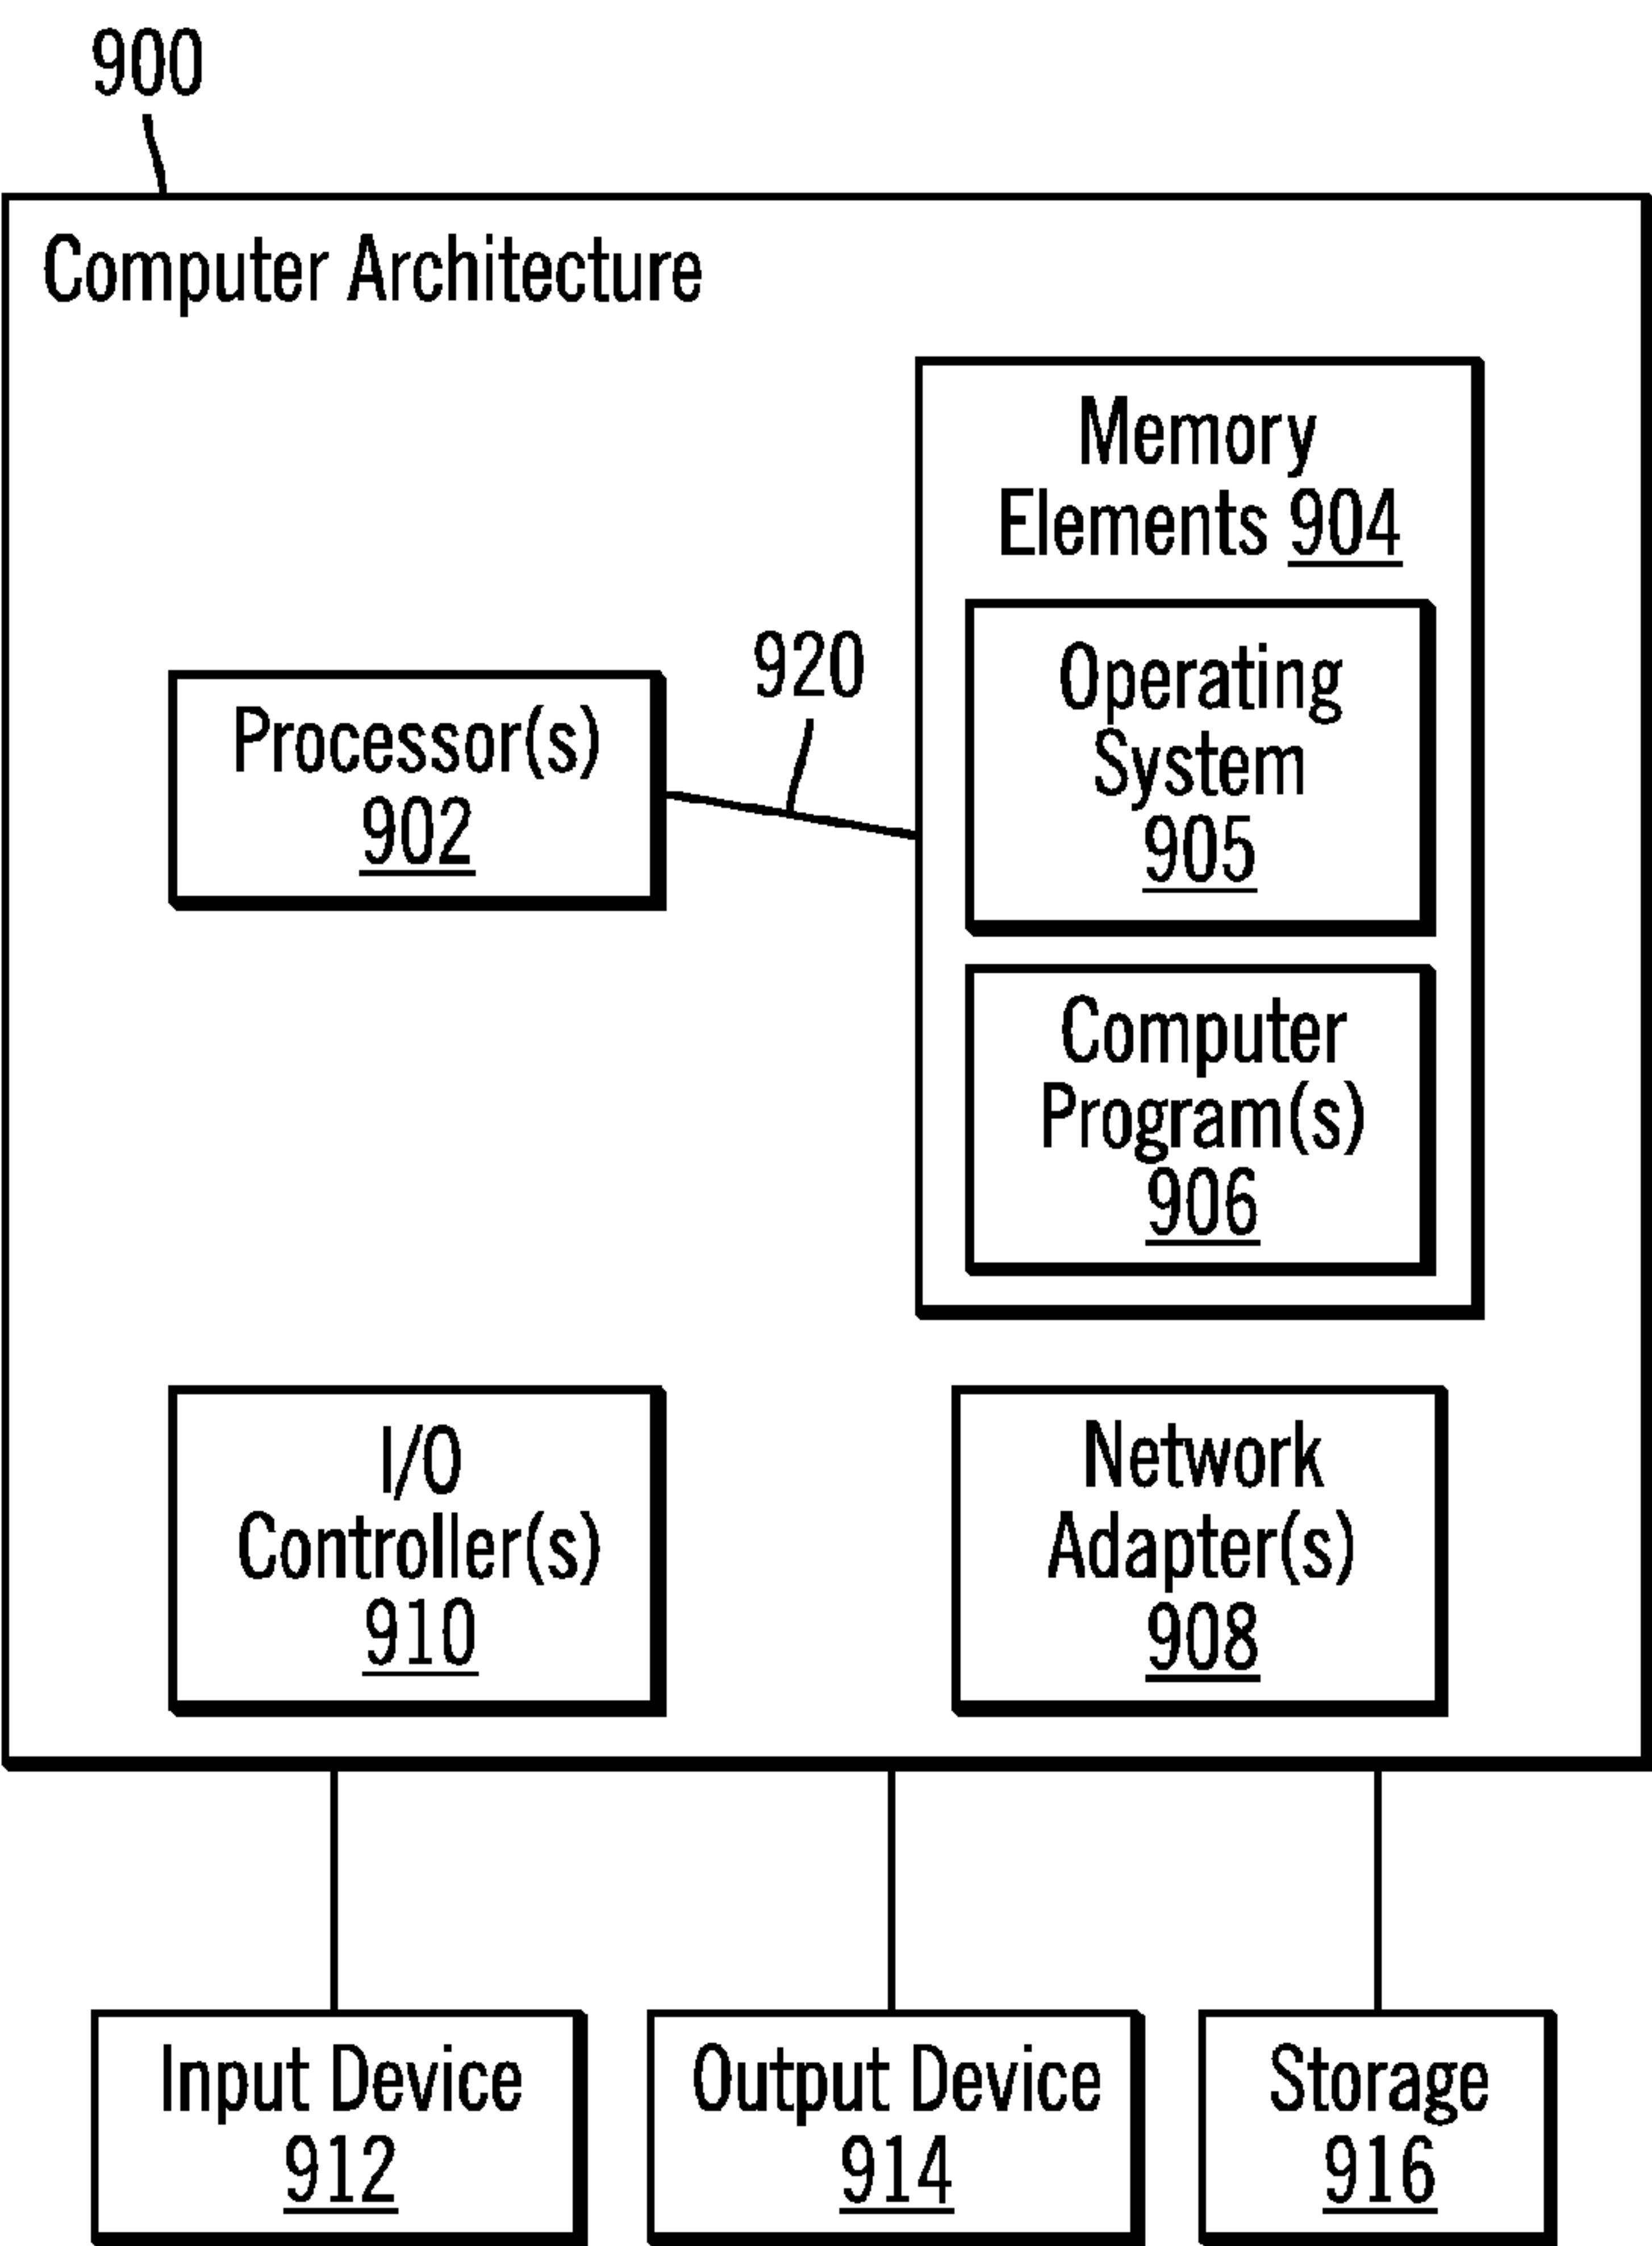 900
Computer Architecture
Memory
Elements 904
Operating
System
905
920
Processor(s)
902
Computer
Program(s)
906
I/O
Controller(s)
910
Network
Adapter(s)
908
Input Device
912
Output Device
914
Storage
916